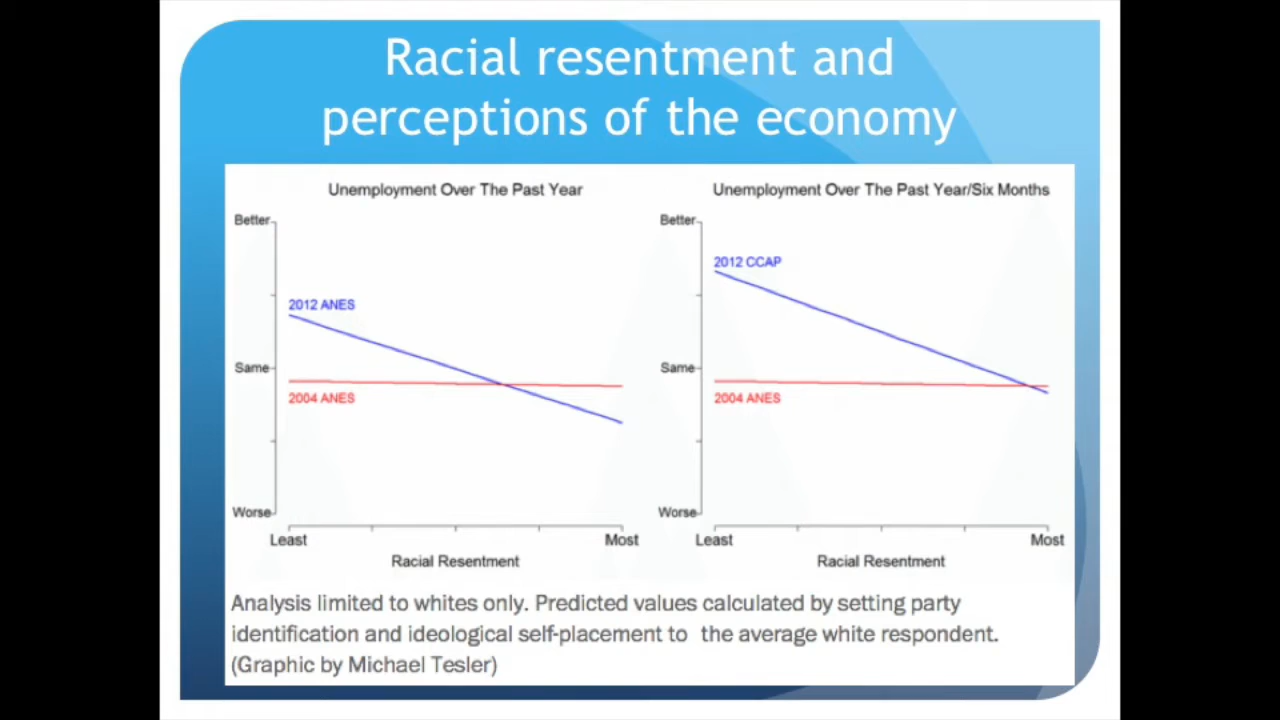 Racial resentment and
perceptions of the economy
Unemployment Over The Past Year
Better
2012 ANES
Same
2004 ANES
Worse
Least
Most
Racial Resentment
Unemployment Over The Past Year/Six Months
Better
2012 CCAP
Same
2004 ANES
Worse
Least
Most
Racial Resentment
Analysis limited to whites only. Predicted values calculated by setting party
identification and ideological self-placement to the average white respondent.
(Graphic by Michael Tesler)